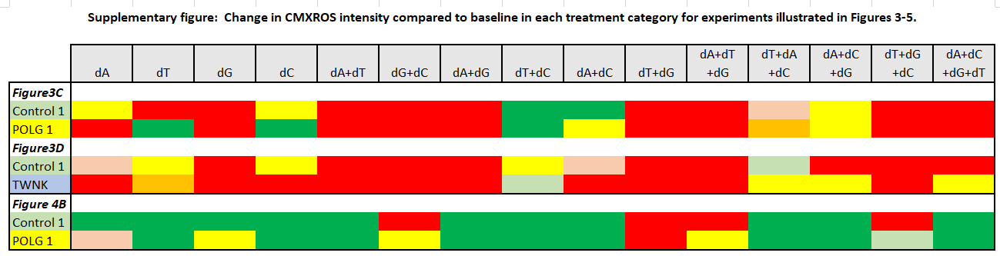 Supplementary figure:  Change in CMXROS intensity compared to baseline in each treatment category for experiments illustrated in Figures 3-5.
dA dT dG dC dA+dT dG+dC dA+dG dT+dC dA+dC dT+dG dA+dT +dG dT+dA +dC dA+dC +dG dT+dG +dC dA+dC +dG+dT
Figure3C
Control 1
POLG 1
Figure3D
Control 1
TWNK
Figure 4B
Control 1
POLG 1